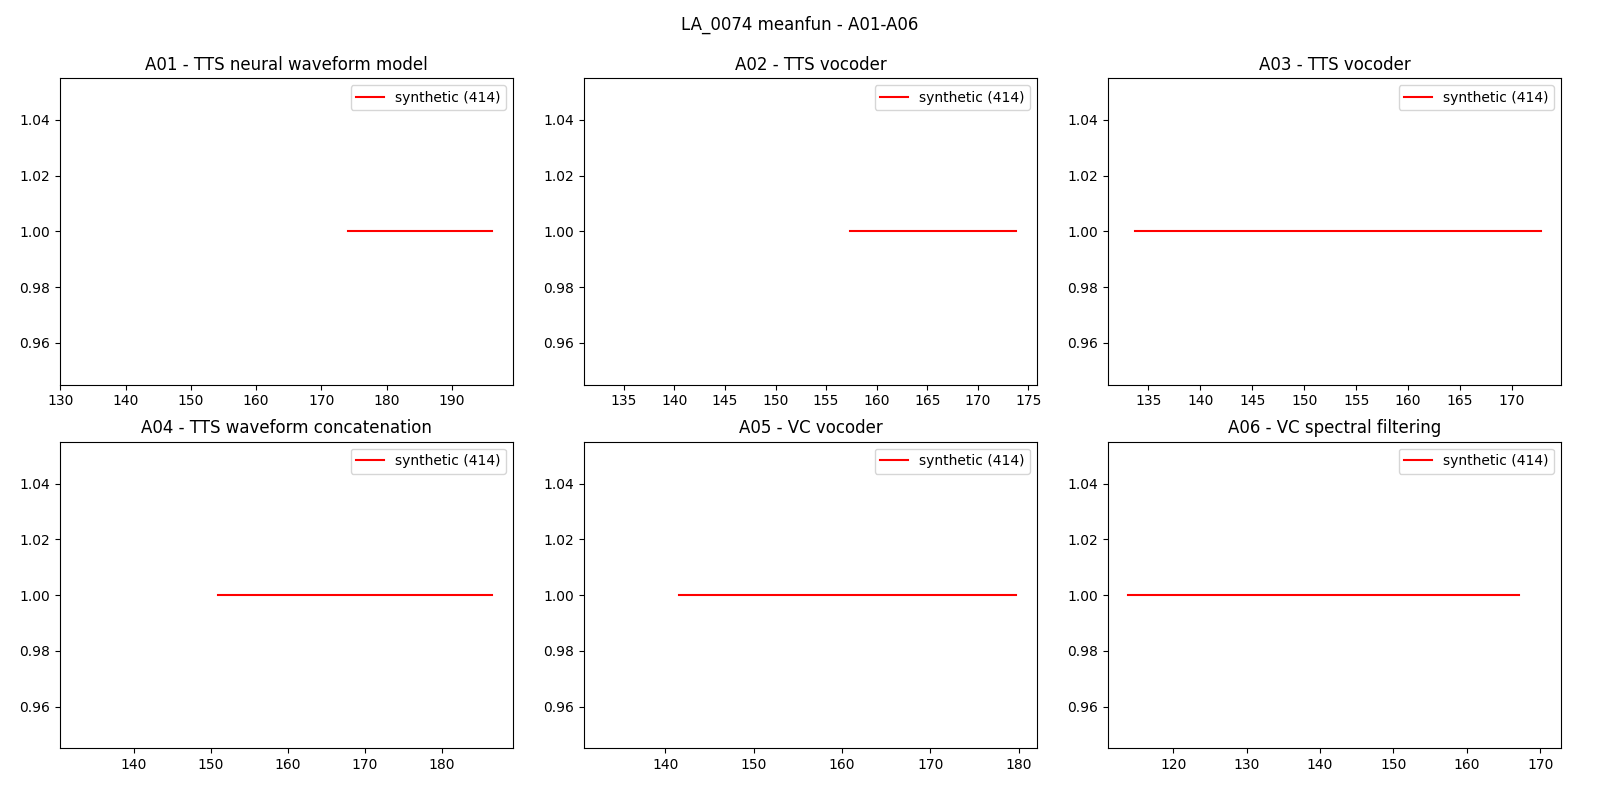 LA_0074 meanfun - A01-A06
A01 - TTS neural waveform model
synthetic (414)
1.04
1.02
1.00
0.98
0.96
130 140 150 160 170 180 190
A02 - TTS vocoder
synthetic (414)
1.04
1.02
1.00
0.98
0.96
135 140 145 150 155 160 165 170 175
A03 - TTS vocoder
synthetic (414)
1.04
1.02
1.00
0.98
0.96
135 140 145 150 155 160 165 170
A04 - TTS waveform concatenation
synthetic (414)
1.04
1.02
1.00
0.98
0.96
140 150 160 170 180
A05 - VC vocoder
synthetic (414)
1.04
1.02
1.00
0.98
0.96
140 150 160 170 180
A06 - VC spectral filtering
synthetic (414)
1.04
1.02
1.00
0.98
0.96
120 130 140 150 160 170